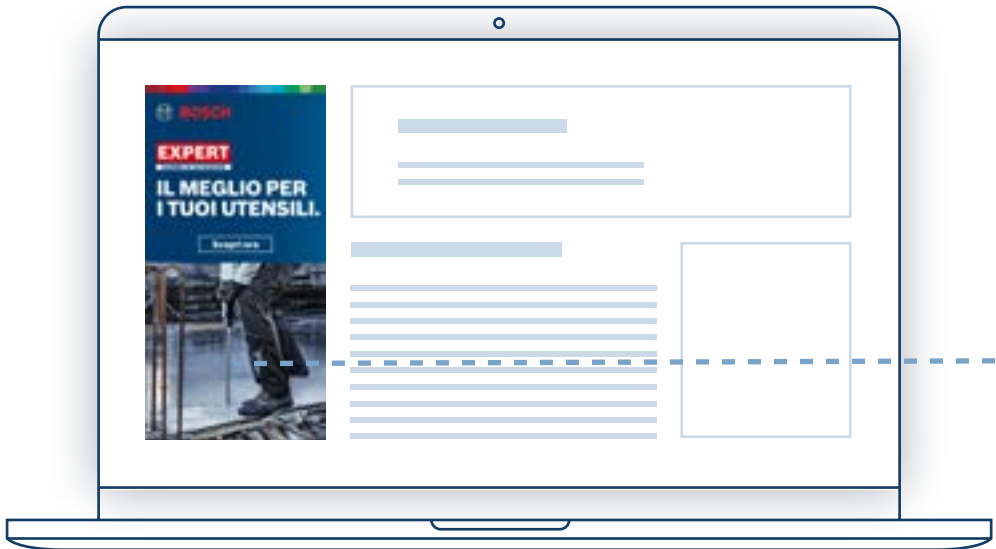 BOSCH
EXPERT
IL MEGLIO PER
I TUOI UTENSILI.
Scopri ora